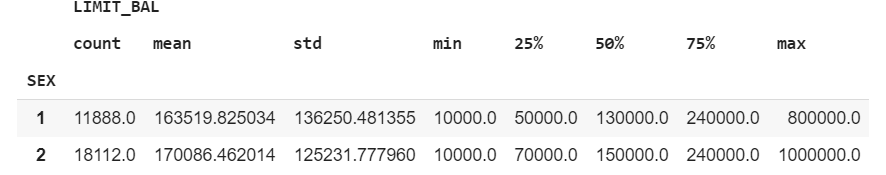 LIMIT_BAL
count mean std min 25% 50% 75% max
SEX
1 11888.0 163519.825034 136250.481355 10000.0 50000.0 130000.0 240000.0 800000.0
2 18112.0 170086.462014 125231.777960 10000.0 70000.0 150000.0 240000.0 1000000.0